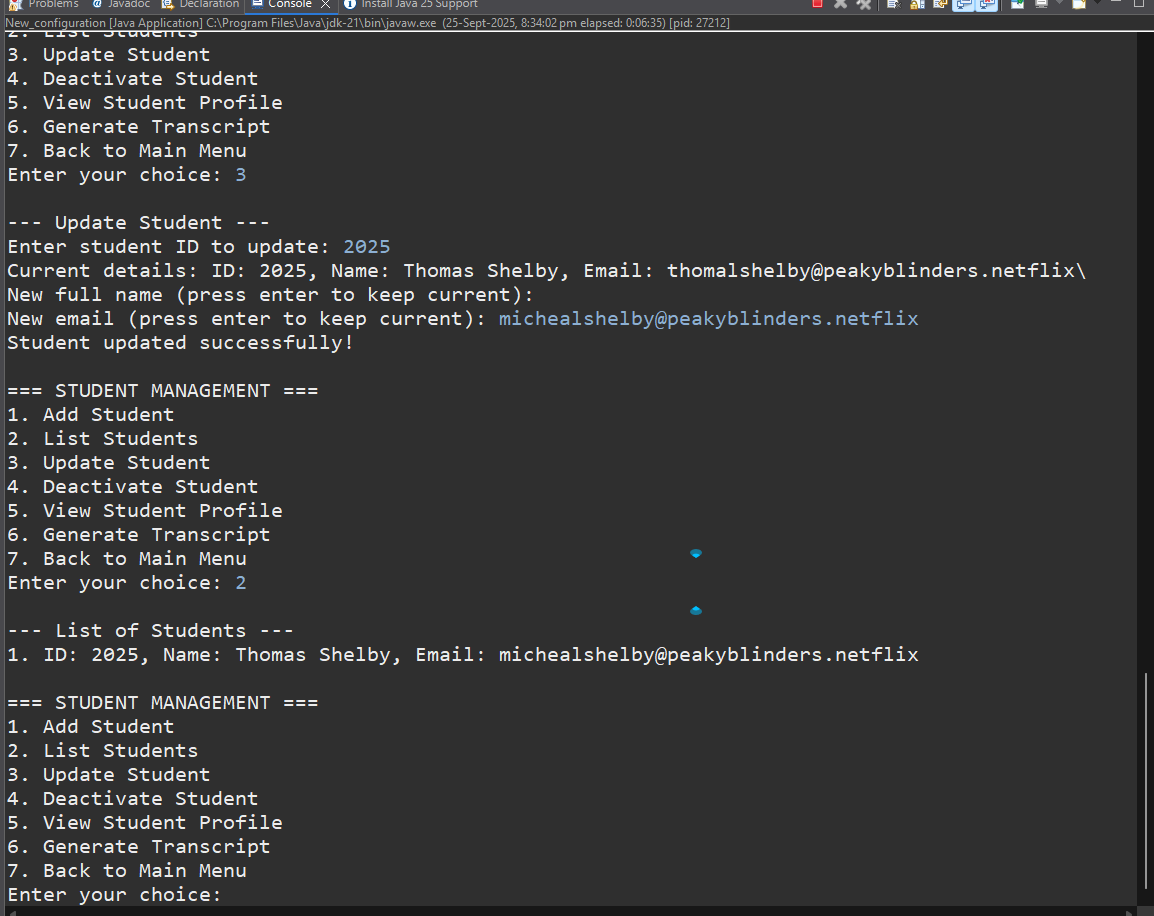 Problems @ Javadoc Declaration Console Install Java 25 Support
New_configuration [Java Application] C:\Program Files\Java\jdk-21\bin\javaw.exe (25-Sept-2025, 8:34:02 pm elapsed: 0:06:35) [pid: 27212]
2. List Students
3. Update Student
4. Deactivate Student
5. View Student Profile
6. Generate Transcript
7. Back to Main Menu
Enter your choice: 3
--- Update Student ---
Enter student ID to update: 2025
Current details: ID: 2025, Name: Thomas Shelby, Email: thomalshelby@peakyblinders.netflix\
New full name (press enter to keep current):
New email (press enter to keep current): michealshelby@peakyblinders.netflix
Student updated successfully!
=== STUDENT MANAGEMENT ===
1. Add Student
2. List Students
3. Update Student
4. Deactivate Student
5. View Student Profile
6. Generate Transcript
7. Back to Main Menu
Enter your choice: 2
--- List of Students ---
1. ID: 2025, Name: Thomas Shelby, Email: michealshelby@peakyblinders.netflix
=== STUDENT MANAGEMENT ===
1. Add Student
2. List Students
3. Update Student
4. Deactivate Student
5. View Student Profile
6. Generate Transcript
7. Back to Main Menu
Enter your choice: